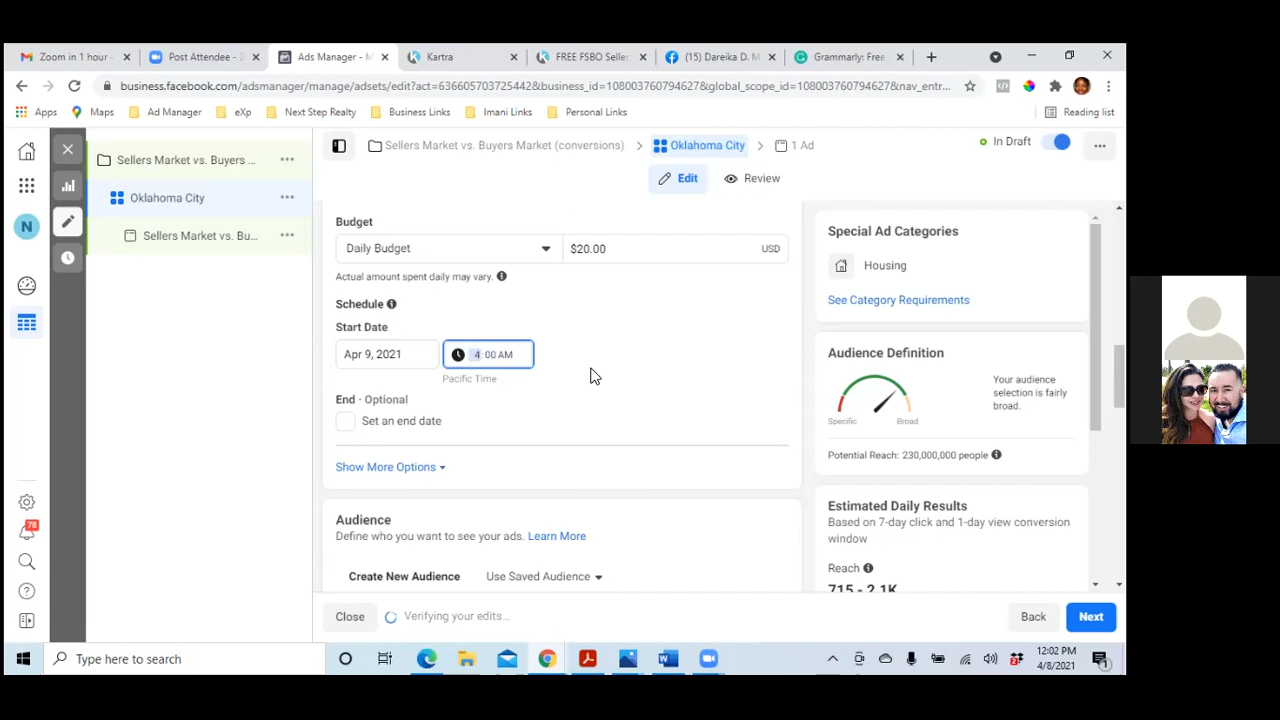 Zoom in 1 hour -
Post Attendee - Z
Ads Manager - M
Kartra
FREE FSBO Seller
(15) Dareika D. M
Grammarly: Free
business.facebook.com/adsmanager/manage/adsets/edit?act=636605703725442&business_id=1080037607​94627&global_scope_id=108003760794627&nav_entr...
Apps
Maps
Ad Manager
eXp
Next Step Realty
Business Links
Imani Links
Personal Links
Reading list
Sellers Market vs. Buyers ...
Oklahoma City
Sellers Market vs. Bu...
Sellers Market vs. Buyers Market (conversions)
Oklahoma City
1 Ad
In Draft
Edit
Review
N
78
Budget
Daily Budget
$20.00
USD
Actual amount spent daily may vary.
Schedule
Start Date
Apr 9, 2021
4:00 AM
Pacific Time
End · Optional
Set an end date
Show More Options
Audience
Define who you want to see your ads. Learn More
Create New Audience
Use Saved Audience
Special Ad Categories
Housing
See Category Requirements
Audience Definition
Your audience
selection is fairly
broad.
Specific
Broad
Potential Reach: 230,000,000 people
Estimated Daily Results
Based on 7-day click and 1-day view conversion
window
Reach
715 - 2.1K
Close
Verifying your edits...
Back
Next
Type here to search
12:02 PM
4/8/2021
1